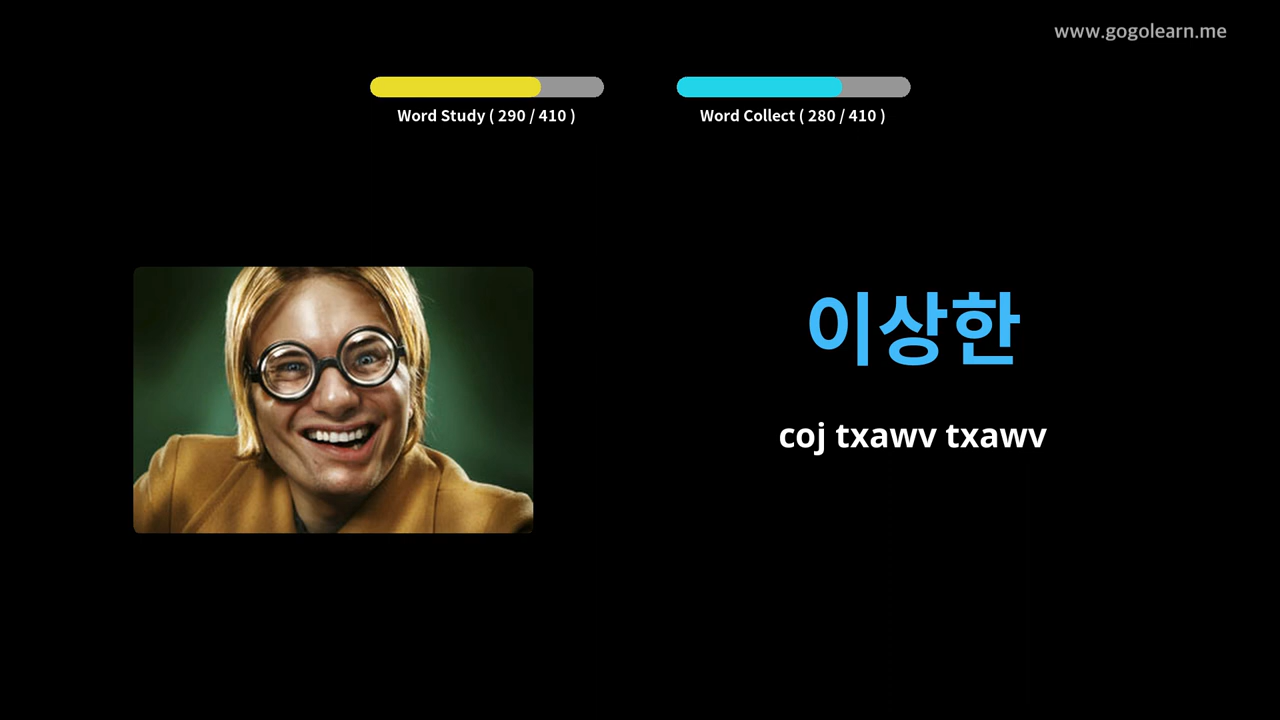 www.gogolearn.me
Word Study ( 290 / 410 )
Word Collect ( 280 / 410 )
이상한
coj txawv txawv